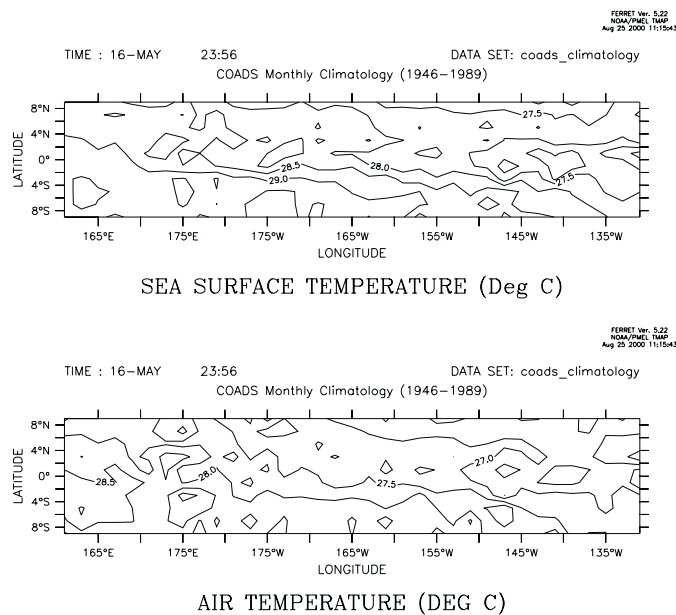 FERRET Ver. 5.22
NOAA/PMEL TMAP
Aug 25 2000 11:15:43
TIME : 16-MAY 23:56 DATA SET: coads_climatology
COADS Monthly Climatology (1946-1989)
8°N
4°N
0°
4°S
8°S
LATITUDE
27.5
28.5
28.0
29.0
27.5
165°E 175°E 175°W 165°W 155°W 145°W 135°W
LONGITUDE
SEA SURFACE TEMPERATURE (Deg C)
FERRET Ver. 5.22
NOAA/PMEL TMAP
Aug 25 2000 11:15:43
TIME : 16-MAY 23:56 DATA SET: coads_climatology
COADS Monthly Climatology (1946-1989)
8°N
4°N
0°
4°S
8°S
LATITUDE
27.0
28.0
28.5
27.5
165°E 175°E 175°W 165°W 155°W 145°W 135°W
LONGITUDE
AIR TEMPERATURE (DEG C)